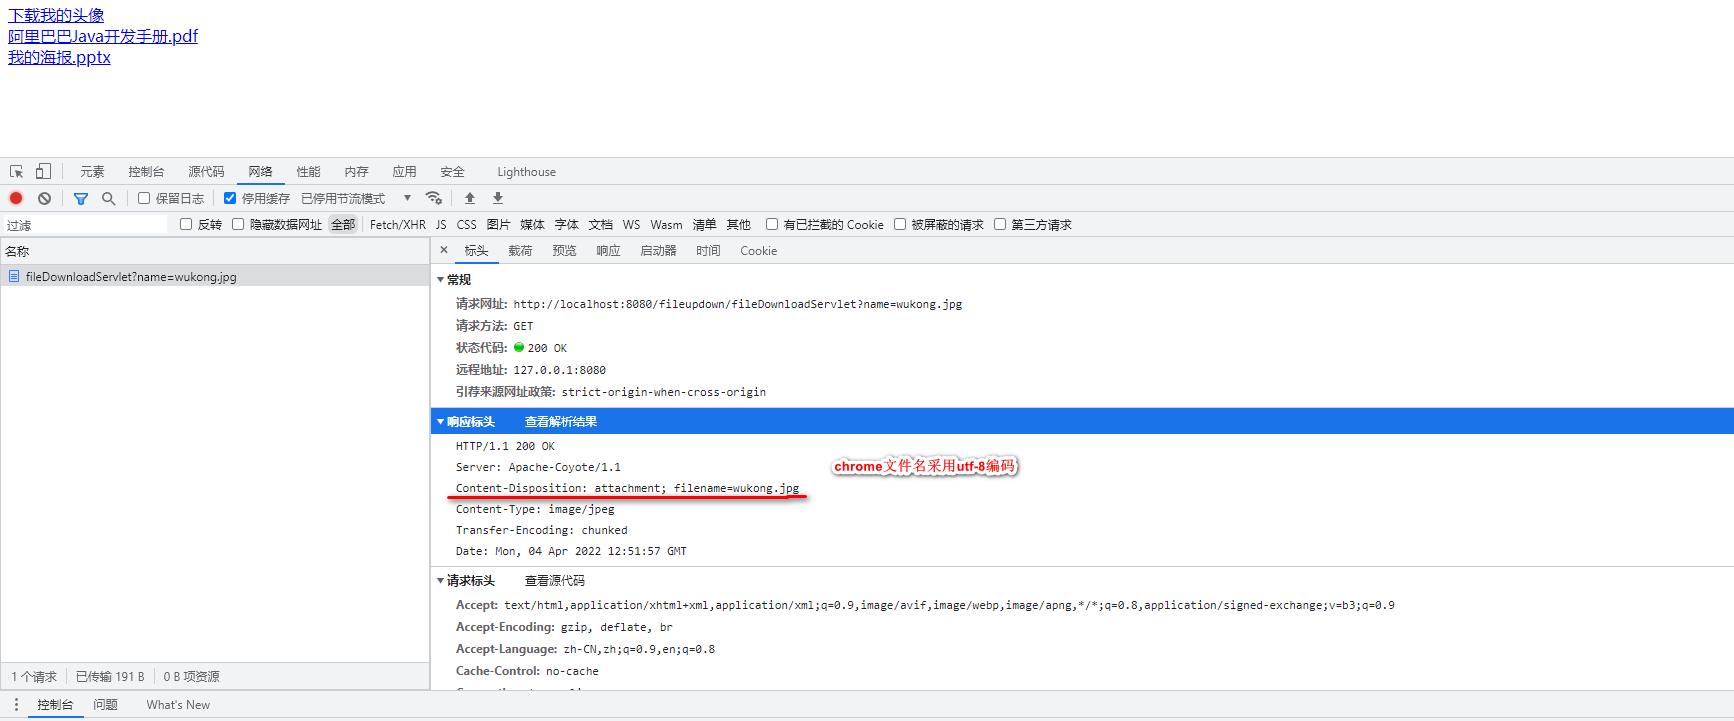 下载我的头像
阿里巴巴Java开发手册.pdf
我的海报.pptx
元素 控制台 源代码 网络 性能 内存 应用 安全 Lighthouse
保留日志 停用缓存 已停用节流模式
过滤 反转 隐藏数据网址 全部 Fetch/XHR JS CSS 图片 媒体 字体 文档 WS Wasm 清单 其他 有已拦截的 Cookie 被屏蔽的请求 第三方请求
名称
标头 载荷 预览 响应 启动器 时间 Cookie
fileDownloadServlet?name=wukong.jpg
常规
请求网址: http://localhost:8080/fileupdown/fileDownloadServlet?name=wukong.jpg
请求方法: GET
状态代码: 200 OK
远程地址: 127.0.0.1:8080
引荐来源网址政策: strict-origin-when-cross-origin
响应标头 查看解析结果
HTTP/1.1 200 OK
Server: Apache-Coyote/1.1
chrome文件名采用utf-8编码
Content-Disposition: attachment; filename=wukong.jpg
Content-Type: image/jpeg
Transfer-Encoding: chunked
Date: Mon, 04 Apr 2022 12:51:57 GMT
请求标头 查看源代码
Accept: text/html,application/xhtml+xml,application/xml;q=0.9,image/avif,image/webp,image/apng,*/*;q=0.8,application/signed-exchange;v=b3;q=0.9
Accept-Encoding: gzip, deflate, br
Accept-Language: zh-CN,zh;q=0.9,en;q=0.8
Cache-Control: no-cache
1 个请求 已传输 191 B 0 B 项资源
控制台 问题 What's New